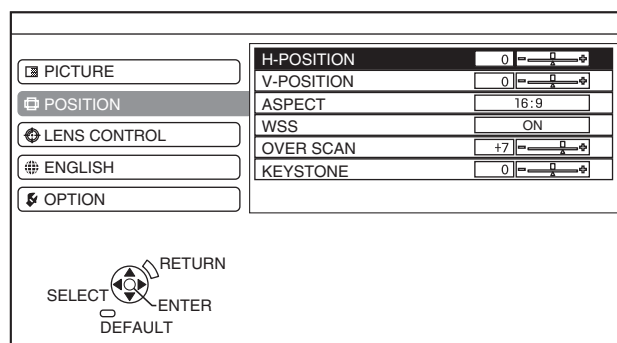 PICTURE
POSITION
LENS CONTROL
ENGLISH
OPTION
H-POSITION 0
V-POSITION 0
ASPECT 16:9
WSS ON
OVER SCAN +7
KEYSTONE 0
RETURN
SELECT
ENTER
DEFAULT